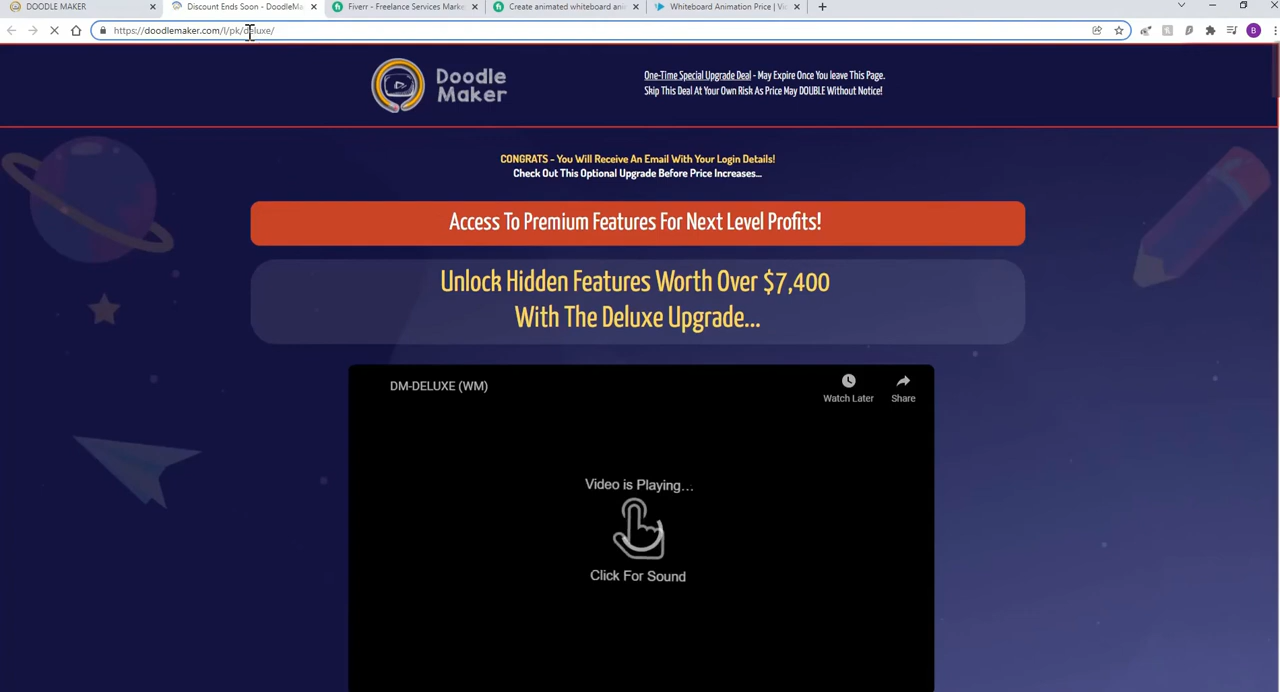 DOODLE MAKER
Discount Ends Soon - DoodleMa
Fiverr - Freelance Services Marke
Create animated whiteboard ani
Whiteboard Animation Price | Vi
https://doodlemaker.com/l/pk/deluxe/
B
Doodle
Maker
One-Time Special Upgrade Deal - May Expire Once You leave This Page.
Skip This Deal At Your Own Risk As Price May DOUBLE Without Notice!
CONGRATS - You Will Receive An Email With Your Login Details!
Check Out This Optional Upgrade Before Price Increases...
Access To Premium Features For Next Level Profits!
Unlock Hidden Features Worth Over $7,400
With The Deluxe Upgrade...
DM-DELUXE (WM)
Watch Later
Share
Video is Playing...
Click For Sound